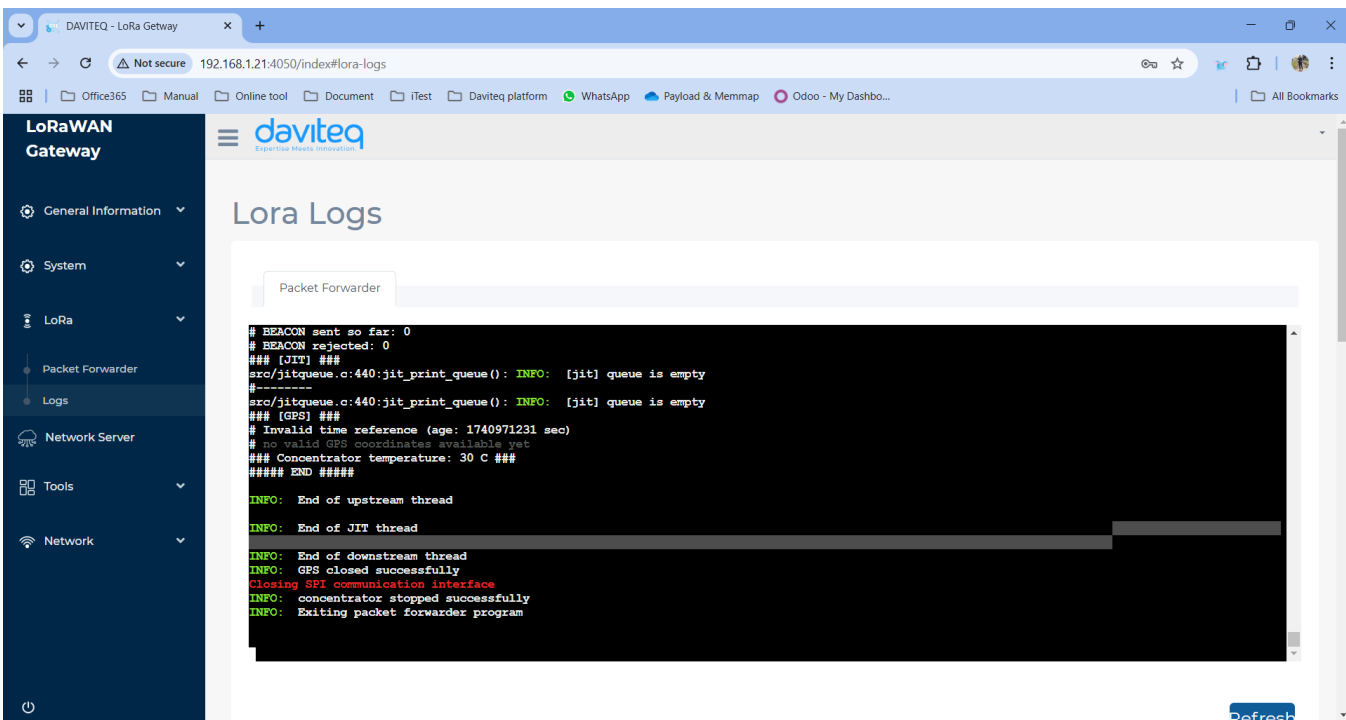 DAVITEQ - LoRa Getway
Not secure
192.168.1.21:4050/index#lora-logs
Office365
Manual
Online tool
Document
iTest
Daviteq platform
WhatsApp
Payload & Memmap
Odoo - My Dashbo...
All Bookmarks
LoRaWAN
Gateway
daviteq
Expertise Meets Innovation.
General Information
System
LoRa
Packet Forwarder
Logs
Network Server
Tools
Network
Lora Logs
Packet Forwarder
# BEACON sent so far: 0
# BEACON rejected: 0
### [JIT] ###
src/jitqueue.c:440:jit_print_queue(): INFO: [jit] queue is empty
#--------
src/jitqueue.c:440:jit_print_queue(): INFO: [jit] queue is empty
### [GPS] ###
# Invalid time reference (age: 1740971231 sec)
# no valid GPS coordinates available yet
### Concentrator temperature: 30 C ###
##### END #####
INFO: End of upstream thread
INFO: End of JIT thread
INFO: End of downstream thread
INFO: GPS closed successfully
Closing SPI communication interface
INFO: concentrator stopped successfully
INFO: Exiting packet forwarder program
Refresh